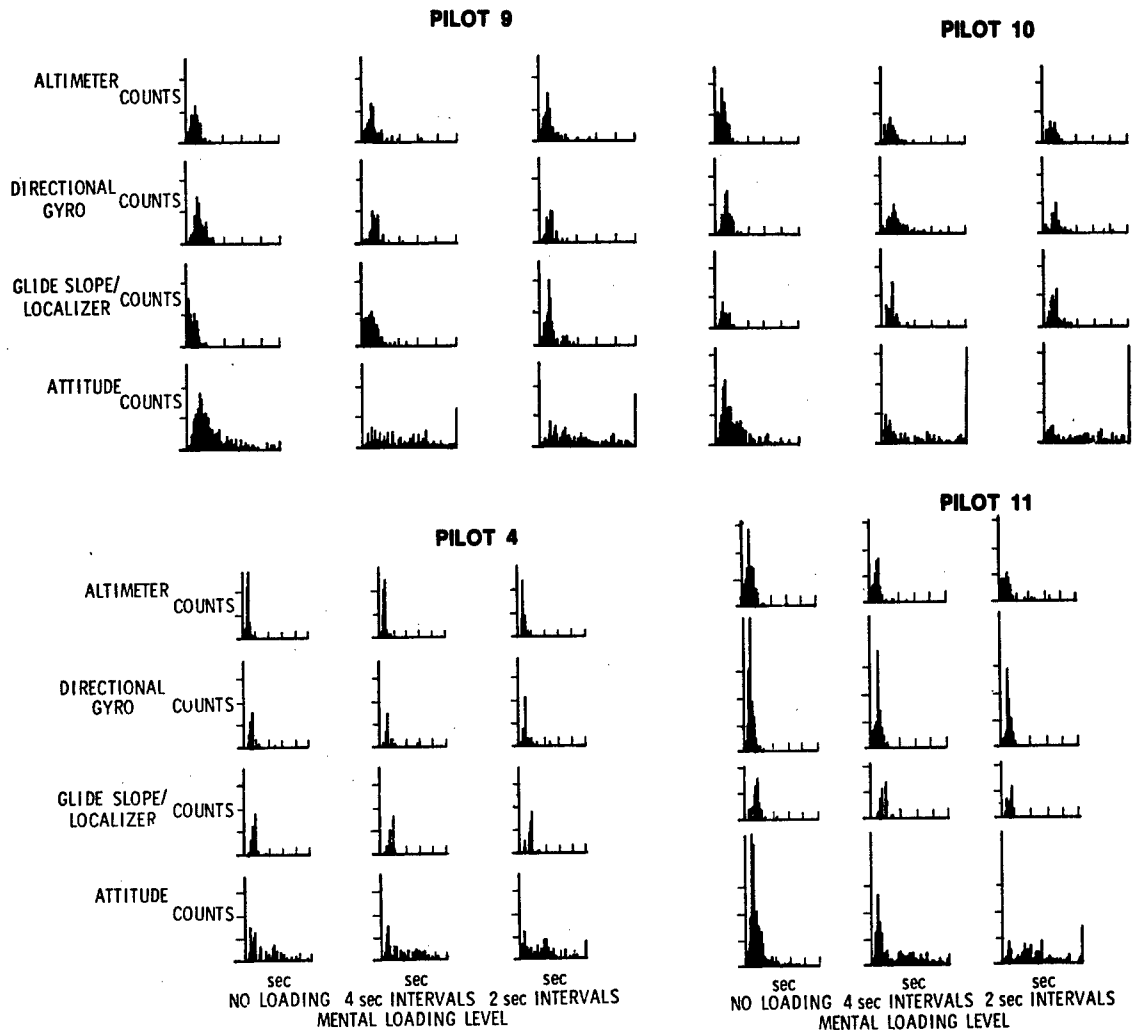 PILOT 9
PILOT 10
ALTIMETER
COUNTS
DIRECTIONAL
GYRO
COUNTS
GLIDE SLOPE/
LOCALIZER
COUNTS
ATTITUDE
COUNTS
PILOT 4
PILOT 11
ALTIMETER
COUNTS
DIRECTIONAL
GYRO
COUNTS
GLIDE SLOPE/
LOCALIZER
COUNTS
ATTITUDE
COUNTS
sec sec sec
NO LOADING 4 sec INTERVALS 2 sec INTERVALS
MENTAL LOADING LEVEL
sec sec sec
NO LOADING 4 sec INTERVALS 2 sec INTERVALS
MENTAL LOADING LEVEL